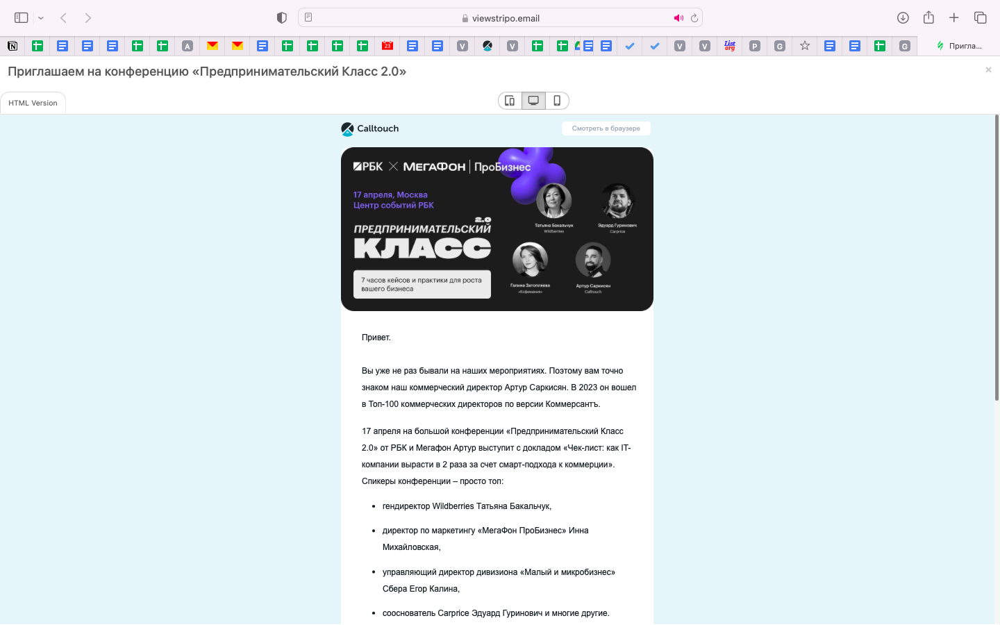 viewstripo.email
A
23
V
V
V
V
List
org
P
G
G
Пригла...
Приглашаем на конференцию «Предпринимательский Класс 2.0»
HTML Version
Calltouch
Смотреть в браузере
РБК × МЕГАФОН | ПроБизнес
17 апреля, Москва
Центр событий РБК
2.0
ПРЕДПРИНИМАТЕЛЬСКИЙ
КЛАСС
7 часов кейсов и практики для роста
вашего бизнеса
Татьяна Бакальчук
Wildberries
Эдуард Гуринович
Carprice
Галина Затопляева
«Кофемания»
Артур Саркисян
Calltouch
Привет.
Вы уже не раз бывали на наших мероприятиях. Поэтому вам точно
знаком наш коммерческий директор Артур Саркисян. В 2023 он вошел
в Топ-100 коммерческих директоров по версии Коммерсантъ.
17 апреля на большой конференции «Предпринимательский Класс
2.0» от РБК и Мегафон Артур выступит с докладом «Чек-лист: как IT-
компании вырасти в 2 раза за счет смарт-подхода к коммерции».
Спикеры конференции – просто топ:
• гендиректор Wildberries Татьяна Бакальчук,
• директор по маркетингу «МегаФон ПроБизнес» Инна
Михайловская,
• управляющий директор дивизиона «Малый и микробизнес»
Сбера Егор Калина,
• сооснователь Carprice Эдуард Гуринович и многие другие.